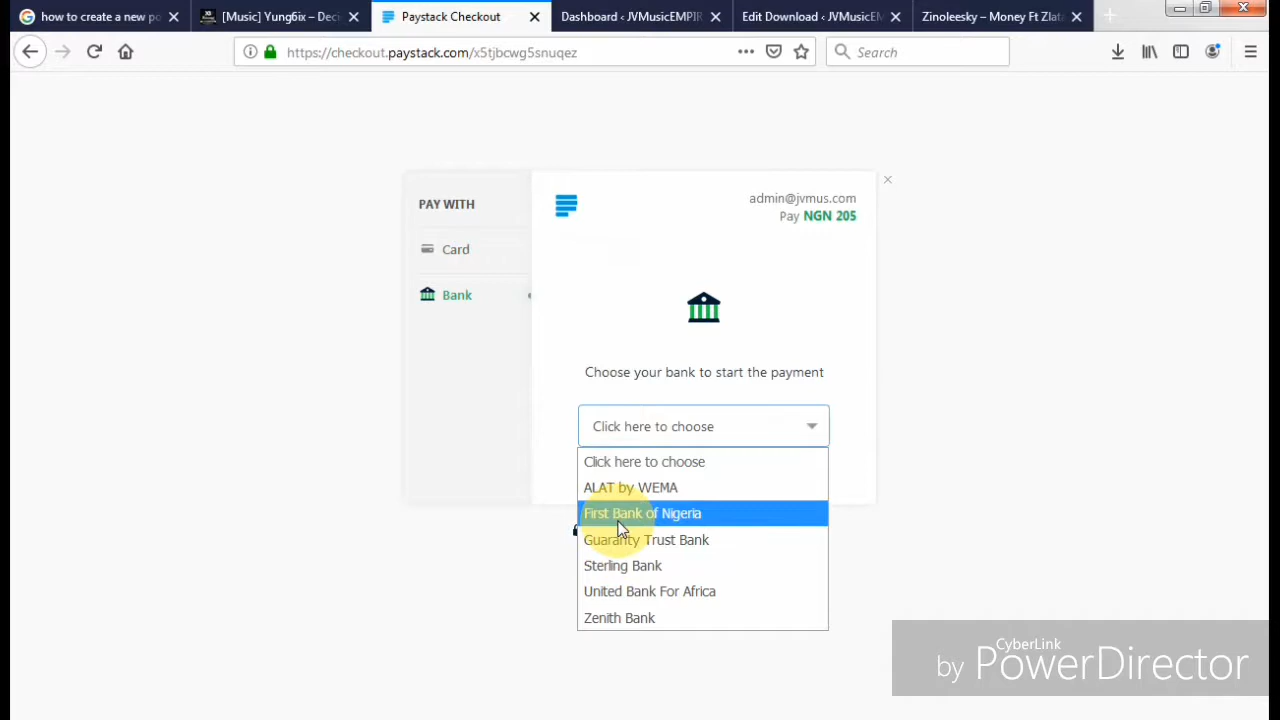 how to create a new po
[Music] Yung6ix – Deci
Paystack Checkout
Dashboard ‹ JVMusicEMPIR
Edit Download ‹ JVMusicEM
Zinoleesky – Money Ft Zlat
https://checkout.paystack.com/x5tjbcwg5snuqez
Search
PAY WITH
Card
Bank
admin@jvmus.com
Pay NGN 205
Choose your bank to start the payment
Click here to choose
Click here to choose
ALAT by WEMA
First Bank of Nigeria
Guaranty Trust Bank
Sterling Bank
United Bank For Africa
Zenith Bank
CyberLink
by PowerDirector